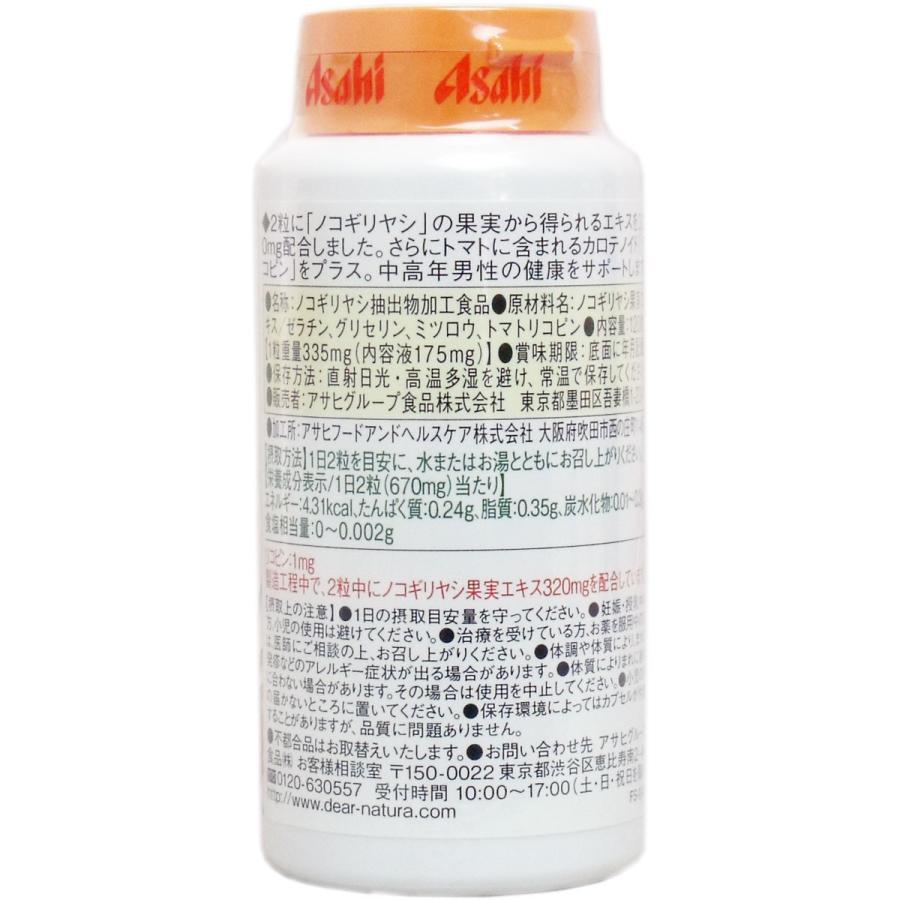 Asahi Asahi
◆2粒に「ノコギリヤシ」の果実から得られるエキスを
0mg配合しました。さらにトマトに含まれるカロテノイド
コピン」をプラス。中高年男性の健康をサポートしま
●名称:ノコギリヤシ抽出物加工食品●原材料名:ノコギリヤシ果実
キス/ゼラチン、グリセリン、ミツロウ、トマトリコピン●内容量:
【1粒重量335mg(内容液175mg)】●賞味期限:底面に年月
●保存方法:直射日光・高温多湿を避け、常温で保存してくだ
●販売者:アサヒグループ食品株式会社 東京都墨田区吾妻橋
●加工所:アサヒフードアンドヘルスケア株式会社 大阪府吹田市西の庄町
【摂取方法】1日2粒を目安に、水またはお湯とともにお召し上がりください
【栄養成分表示/1日2粒(670mg)当たり】
エネルギー:4.31kcal、たんぱく質:0.24g、脂質:0.35g、炭水化物:0.01~
食塩相当量:0~0.002g
リコピン:1mg
製造工程中で、2粒中にノコギリヤシ果実エキス320mgを配合している
【摂取上の注意】●1日の摂取目安量を守ってください。●妊娠・授
方、小児の使用は避けてください。●治療を受けている方、お薬を服用中
は、医師にご相談の上、お召し上がりください。●体調や体質により、ま
発疹などのアレルギー症状が出る場合があります。●体質によりまれに
に合わない場合があります。その場合は使用を中止してください。●小
の届かないところに置いてください。●保存環境によってはカプセルが
することがありますが、品質に問題ありません。
●不都合品はお取替えいたします。●お問い合わせ先 アサヒグルー
食品㈱ お客様相談室 〒150-0022 東京都渋谷区恵比寿南2-
0120-630557 受付時間 10:00~17:00(土・日・祝日を
http://www.dear-natura.com